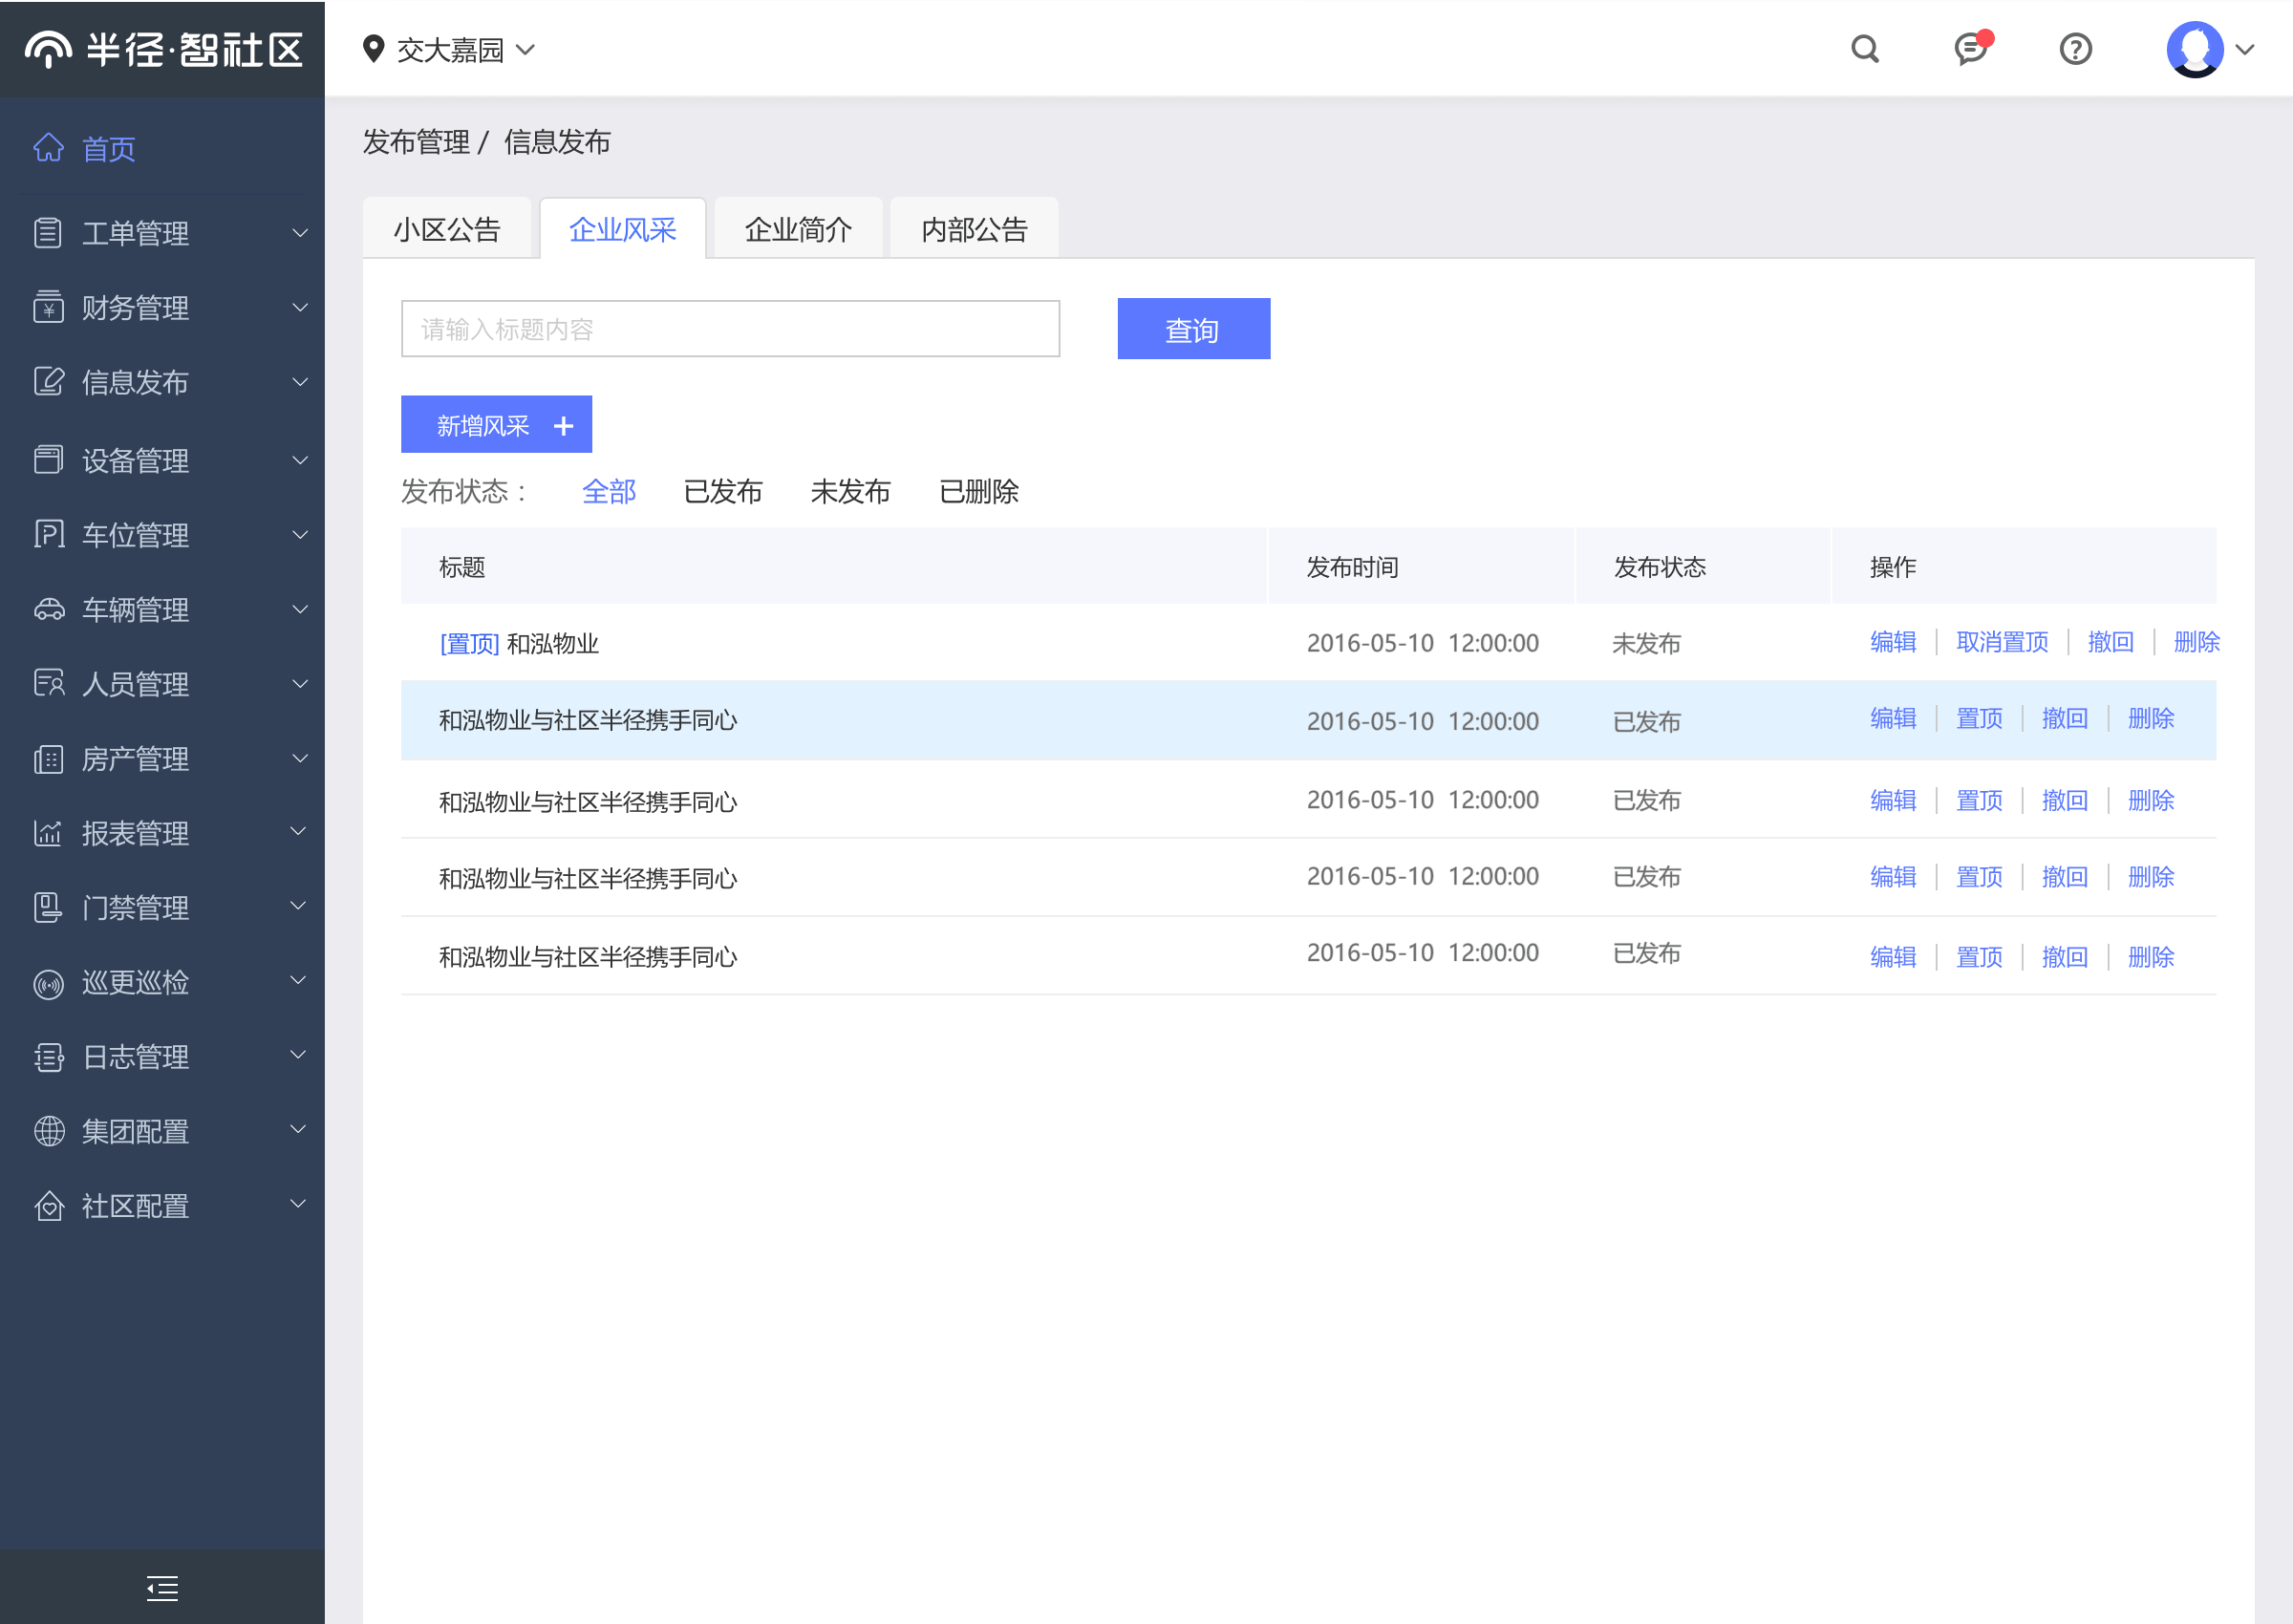 半径·智社区
交大嘉园
首页
工单管理
财务管理
信息发布
设备管理
车位管理
车辆管理
人员管理
房产管理
报表管理
门禁管理
巡更巡检
日志管理
集团配置
社区配置
发布管理 / 信息发布
小区公告 企业风采 企业简介 内部公告
请输入标题内容 查询
新增风采 +
发布状态： 全部 已发布 未发布 已删除
标题 发布时间 发布状态 操作
[置顶] 和泓物业 2016-05-10 12:00:00 未发布 编辑 取消置顶 撤回 删除
和泓物业与社区半径携手同心 2016-05-10 12:00:00 已发布 编辑 置顶 撤回 删除
和泓物业与社区半径携手同心 2016-05-10 12:00:00 已发布 编辑 置顶 撤回 删除
和泓物业与社区半径携手同心 2016-05-10 12:00:00 已发布 编辑 置顶 撤回 删除
和泓物业与社区半径携手同心 2016-05-10 12:00:00 已发布 编辑 置顶 撤回 删除